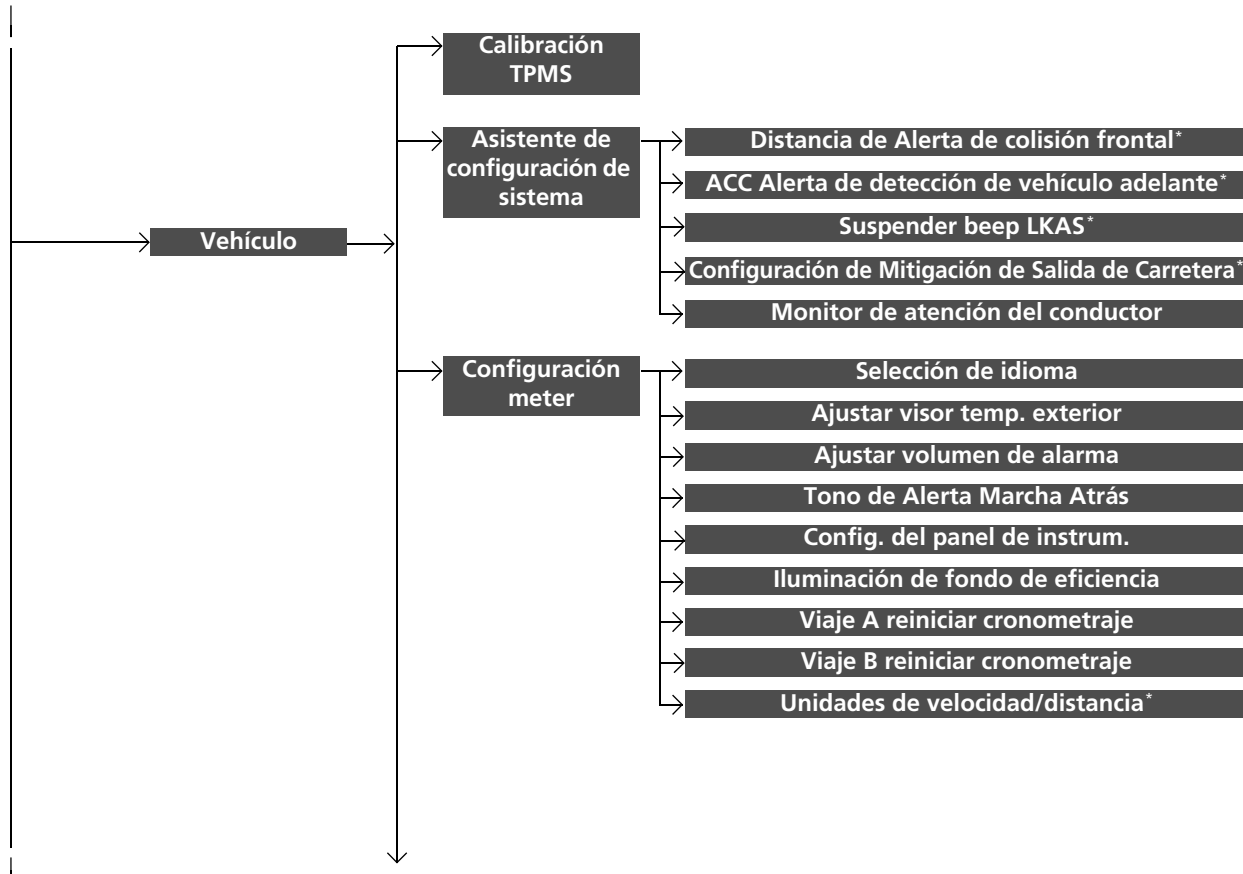 Calibración
TPMS
Asistente de
configuración de
sistema
Distancia de Alerta de colisión frontal*
ACC Alerta de detección de vehículo adelante*
Suspender beep LKAS*
Configuración de Mitigación de Salida de Carretera*
Monitor de atención del conductor
Vehículo
Configuración
meter
Selección de idioma
Ajustar visor temp. exterior
Ajustar volumen de alarma
Tono de Alerta Marcha Atrás
Config. del panel de instrum.
Iluminación de fondo de eficiencia
Viaje A reiniciar cronometraje
Viaje B reiniciar cronometraje
Unidades de velocidad/distancia*